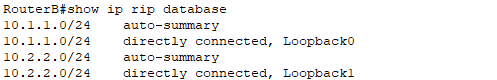 RouterB#show ip rip database
10.1.1.0/24    auto-summary
10.1.1.0/24    directly connected, Loopback0
10.2.2.0/24    auto-summary
10.2.2.0/24    directly connected, Loopback1